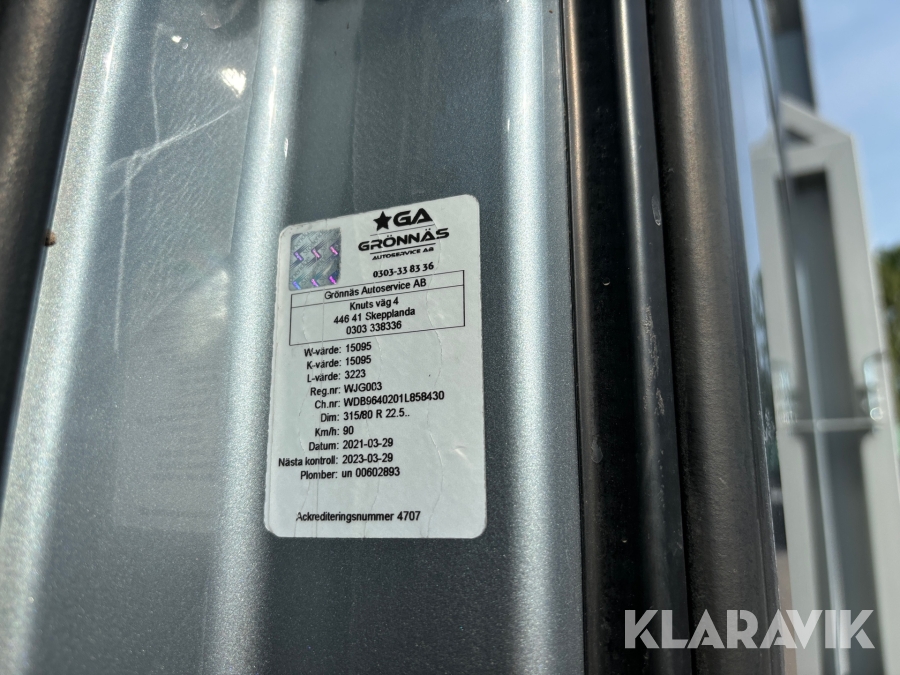 ★GA
GRÖNNÄS
AUTOSERVICE AB
0303-33 83 36
Grönnäs Autoservice AB
Knuts väg 4
446 41 Skepplanda
0303 338336
W-värde: 15095
K-värde: 15095
L-värde: 3223
Reg.nr: WJG003
Ch.nr: WDB9640201L858430
Dim: 315/80 R 22.5..
Km/h: 90
Datum: 2021-03-29
Nästa kontroll: 2023-03-29
Plomber: un 00602893
Ackrediteringsnummer 4707
KLARAVIK